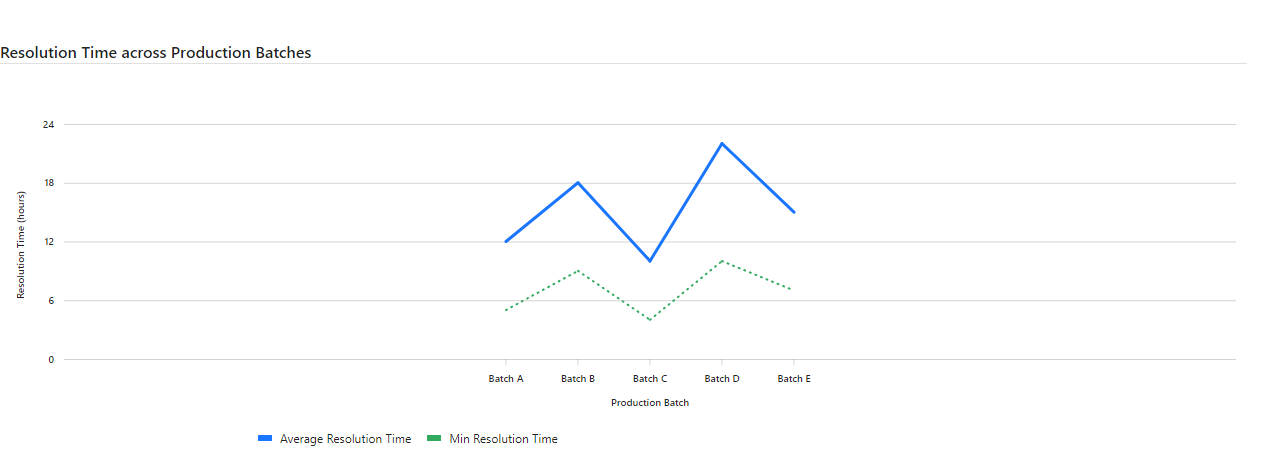 Resolution Time across Production Batches
24
18
12
6
0
Resolution Time (hours)
Batch A Batch B Batch C Batch D Batch E
Production Batch
Average Resolution Time Min Resolution Time